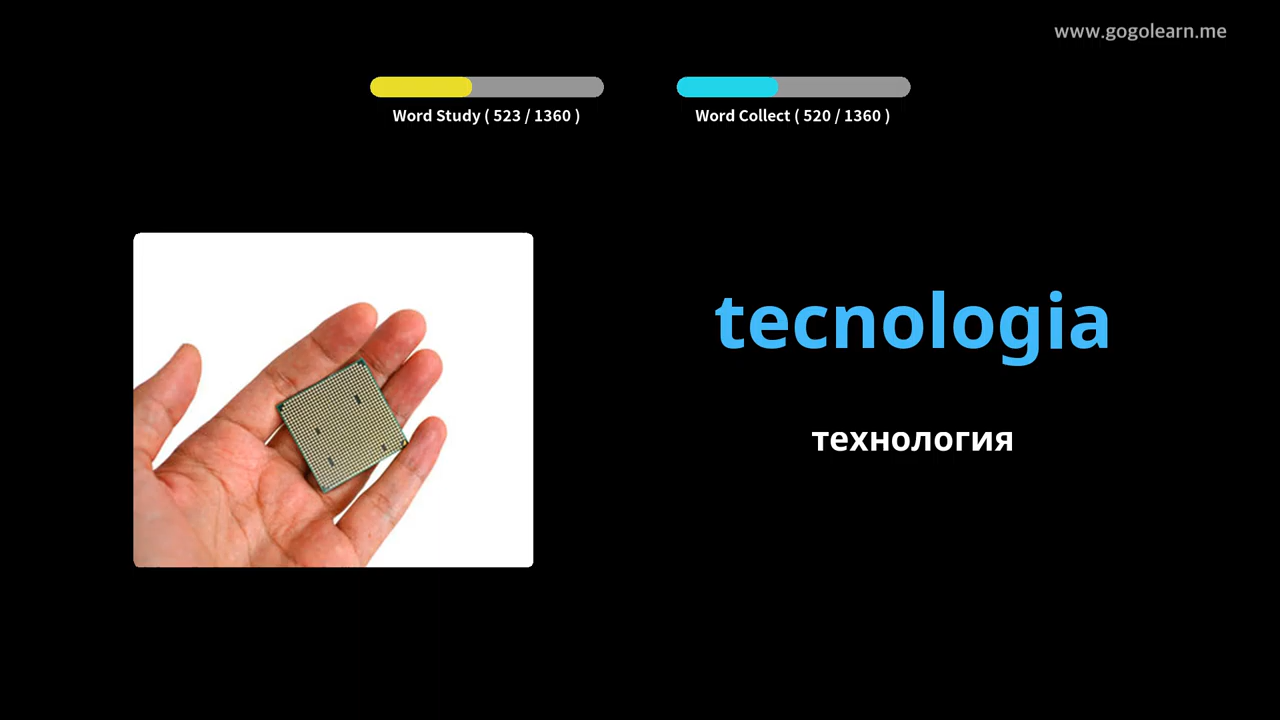 www.gogolearn.me
Word Study ( 523 / 1360 )
Word Collect ( 520 / 1360 )
tecnologia
технология